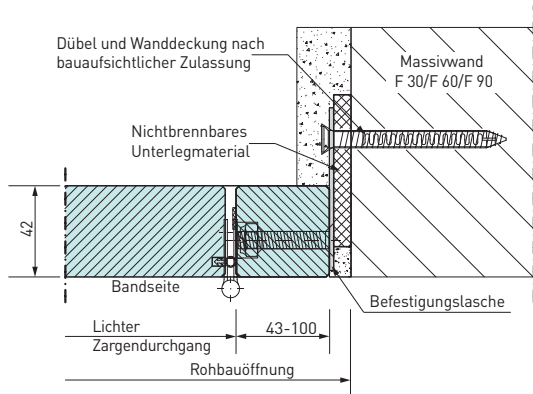 Dübel und Wanddeckung nach
bauaufsichtlicher Zulassung
Massivwand
F 30/F 60/F 90
Nichtbrennbares
Unterlegmaterial
42
Bandseite
Befestigungslasche
Lichter
Zargendurchgang
43-100
Rohbauöffnung